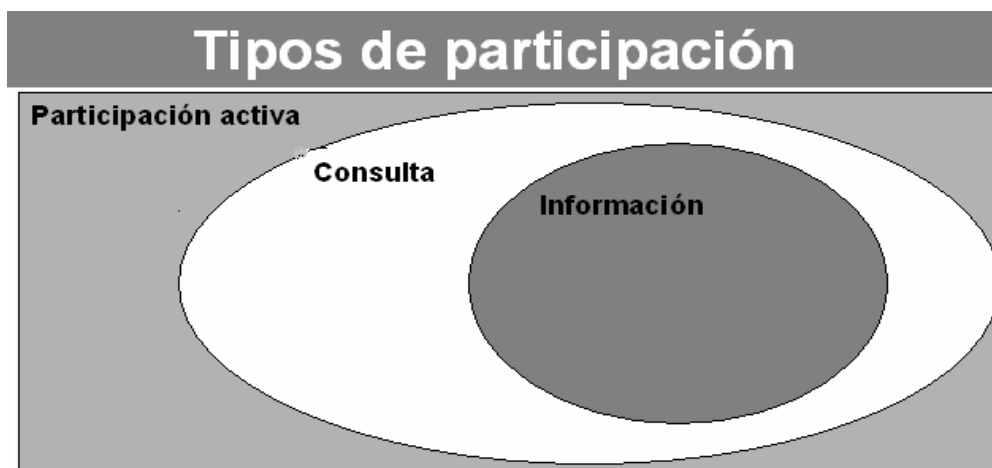 Tipos de participación
Participación activa
Consulta
Información